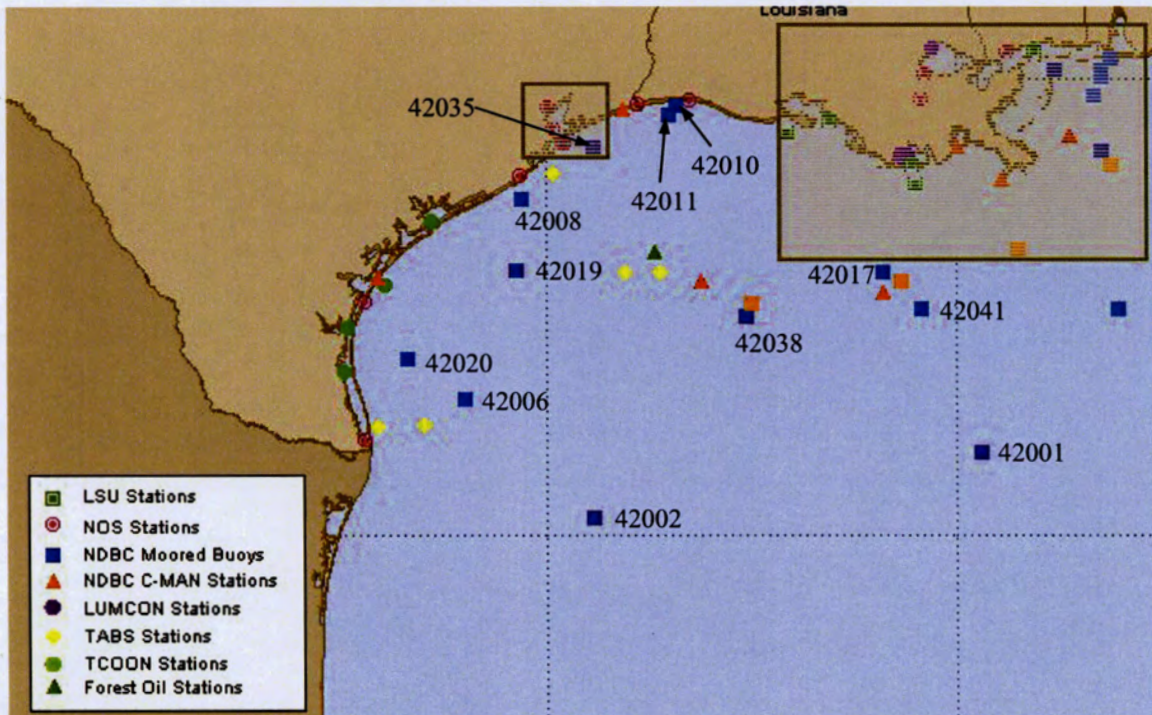 Louisiana
42035
42010
42011
42008
42019
42017
42041
42038
42020
42006
42001
42002
LSU Stations
NOS Stations
NDBC Moored Buoys
NDBC C-MAN Stations
LUMCON Stations
TABS Stations
TCOON Stations
Forest Oil Stations